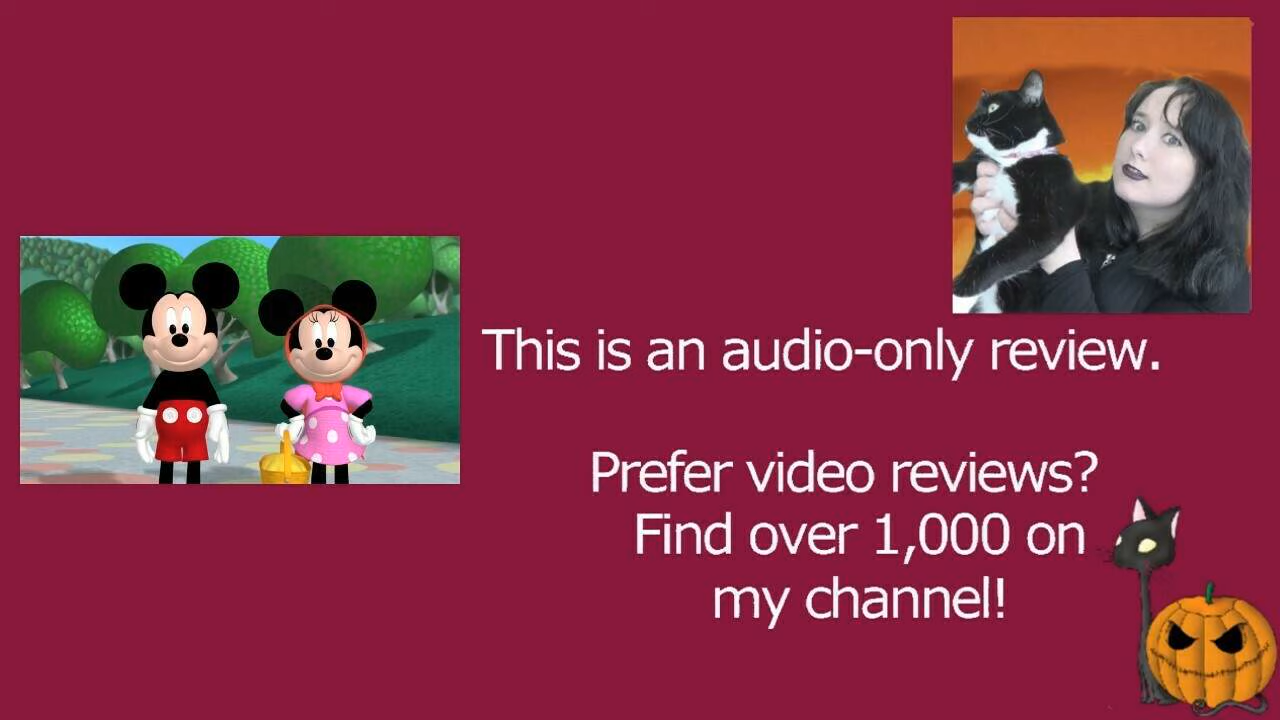 This is an audio-only review.
Prefer video reviews?
Find over 1,000 on
my channel!